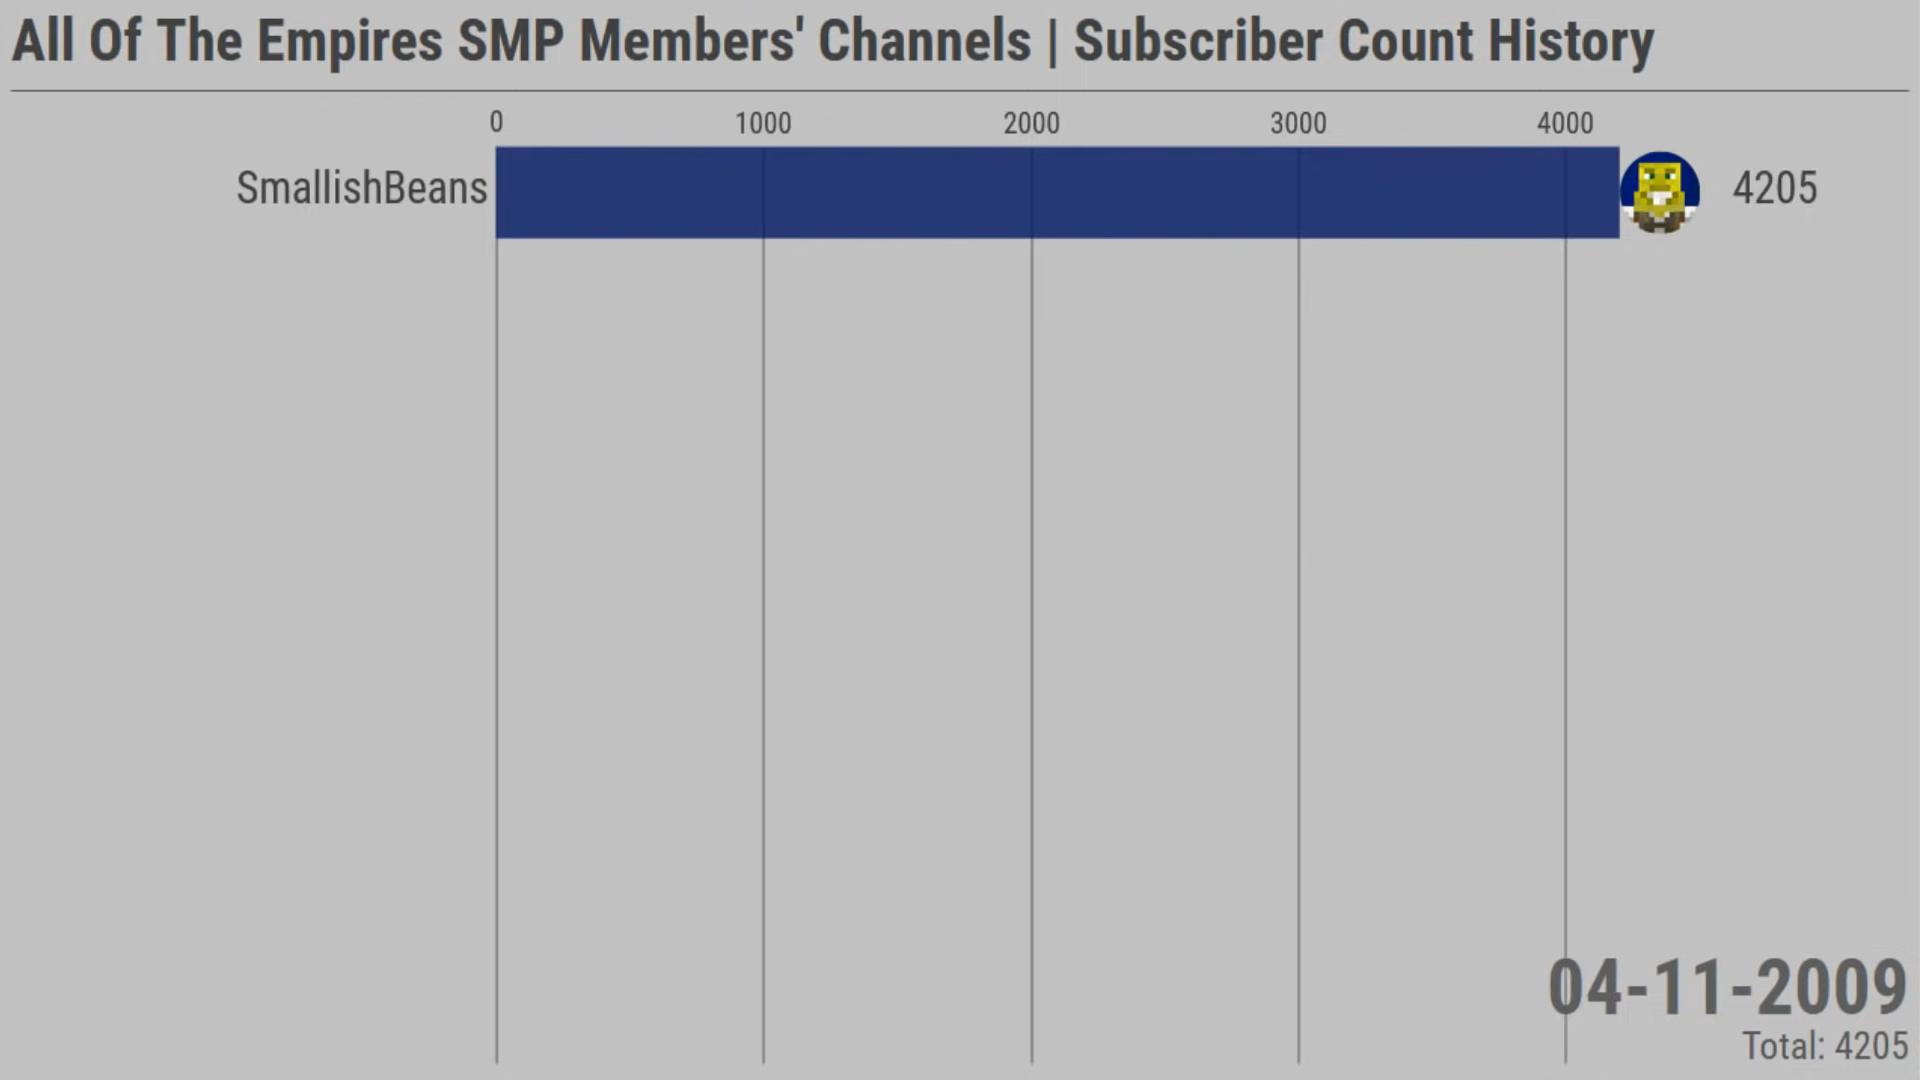 All Of The Empires SMP Members' Channels | Subscriber Count History
0 1000 2000 3000 4000
SmallishBeans 4205
04-11-2009
Total: 4205